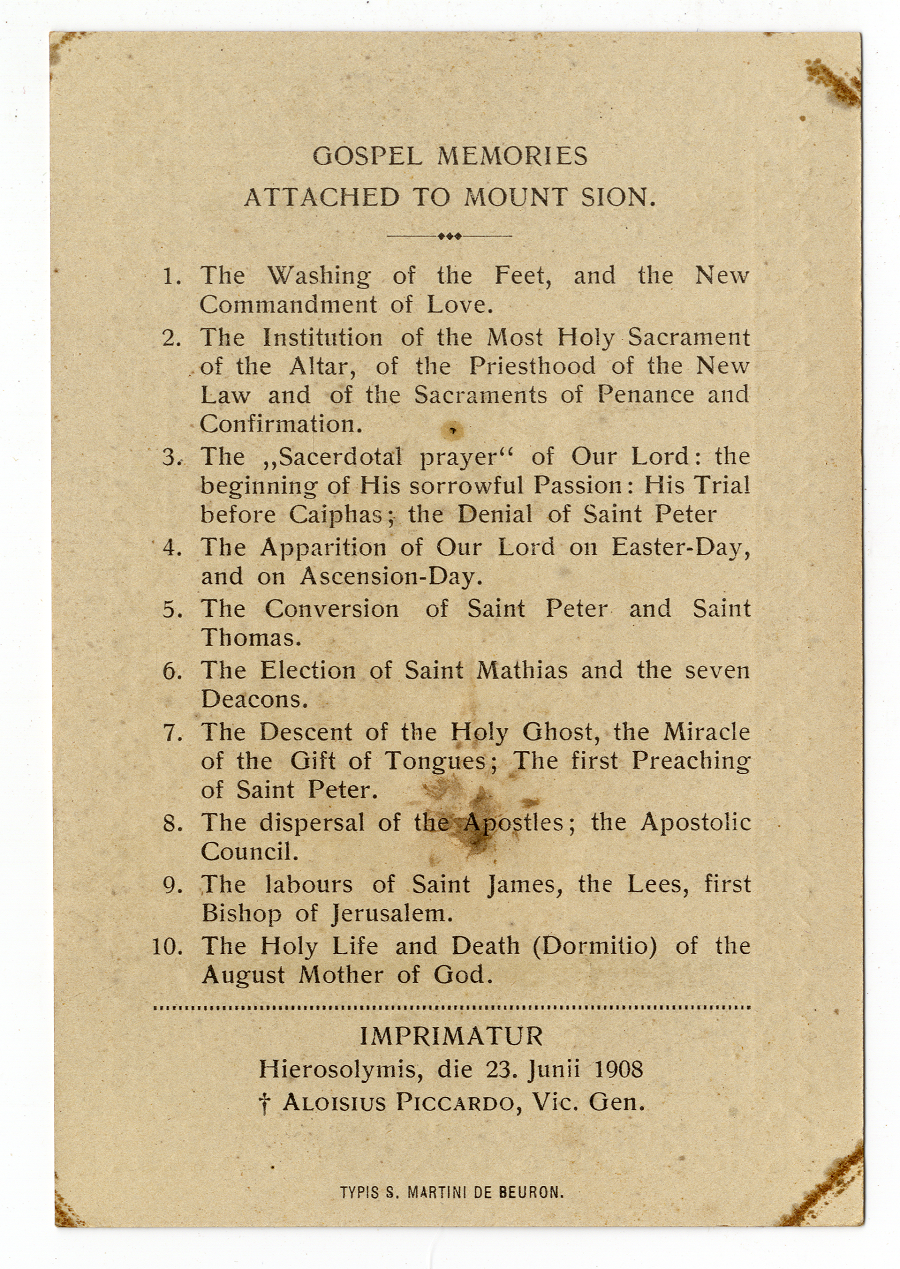 GOSPEL MEMORIES
ATTACHED TO MOUNT SION.
1. The Washing of the Feet, and the New
Commandment of Love.
2. The Institution of the Most Holy Sacrament
of the Altar, of the Priesthood of the New
Law and of the Sacraments of Penance and
Confirmation.
3. The „Sacerdotal prayer“ of Our Lord: the
beginning of His sorrowful Passion: His Trial
before Caiphas; the Denial of Saint Peter
4. The Apparition of Our Lord on Easter-Day,
and on Ascension-Day.
5. The Conversion of Saint Peter and Saint
Thomas.
6. The Election of Saint Mathias and the seven
Deacons.
7. The Descent of the Holy Ghost, the Miracle
of the Gift of Tongues; The first Preaching
of Saint Peter.
8. The dispersal of the Apostles; the Apostolic
Council.
9. The labours of Saint James, the Lees, first
Bishop of Jerusalem.
10. The Holy Life and Death (Dormitio) of the
August Mother of God.
IMPRIMATUR
Hierosolymis, die 23. Junii 1908
† ALOISIUS PICCARDO, Vic. Gen.
TYPIS S. MARTINI DE BEURON.